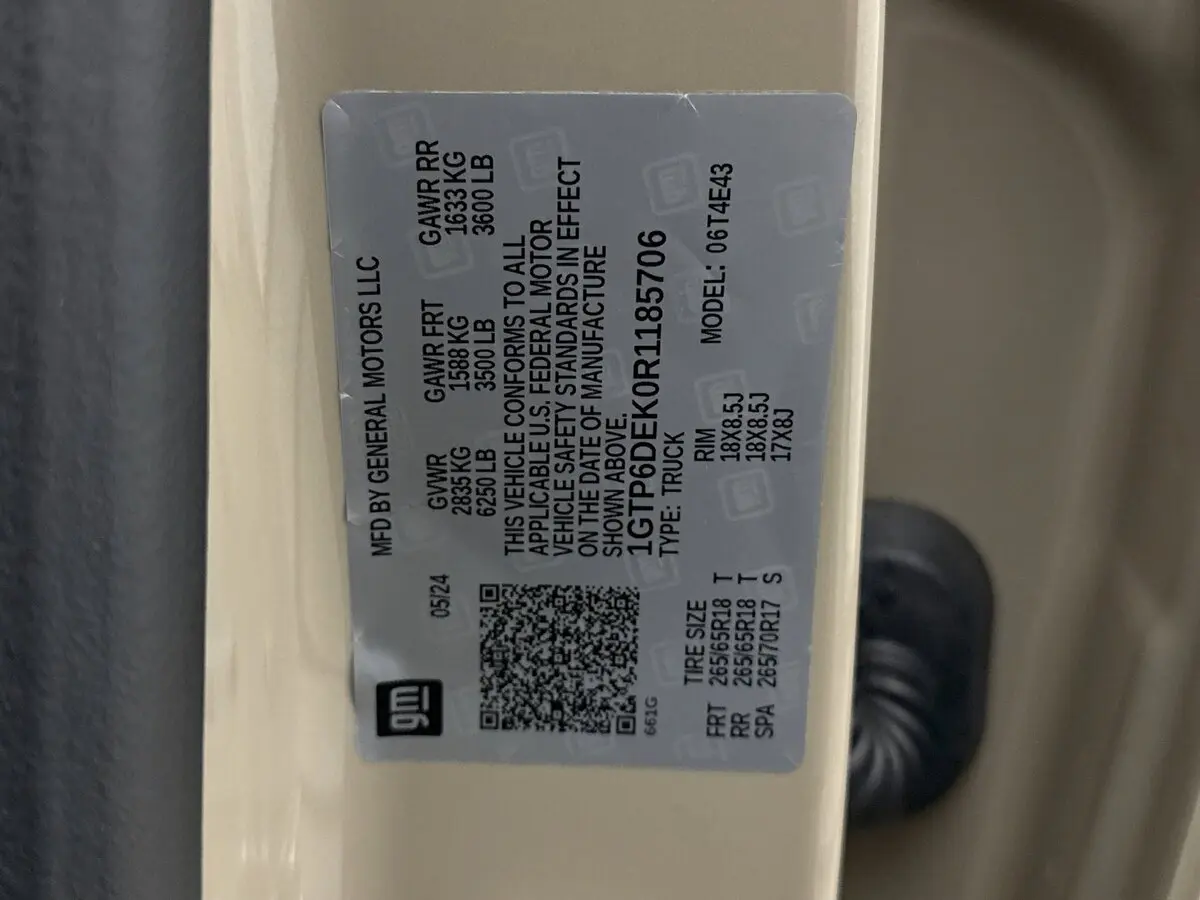 gm
MFD BY GENERAL MOTORS LLC
05/24
GVWR GAWR FRT GAWR RR
2835 KG 1588 KG 1633 KG
6250 LB 3500 LB 3600 LB
THIS VEHICLE CONFORMS TO ALL
APPLICABLE U.S. FEDERAL MOTOR
VEHICLE SAFETY STANDARDS IN EFFECT
ON THE DATE OF MANUFACTURE
SHOWN ABOVE.
1GTP6DEK0R1185706
TYPE: TRUCK
661G
MODEL: 06T4E43
TIRE SIZE RIM
FRT 265/65R18 T 18X8.5J
RR 265/65R18 T 18X8.5J
SPA 265/70R17 S 17X8J